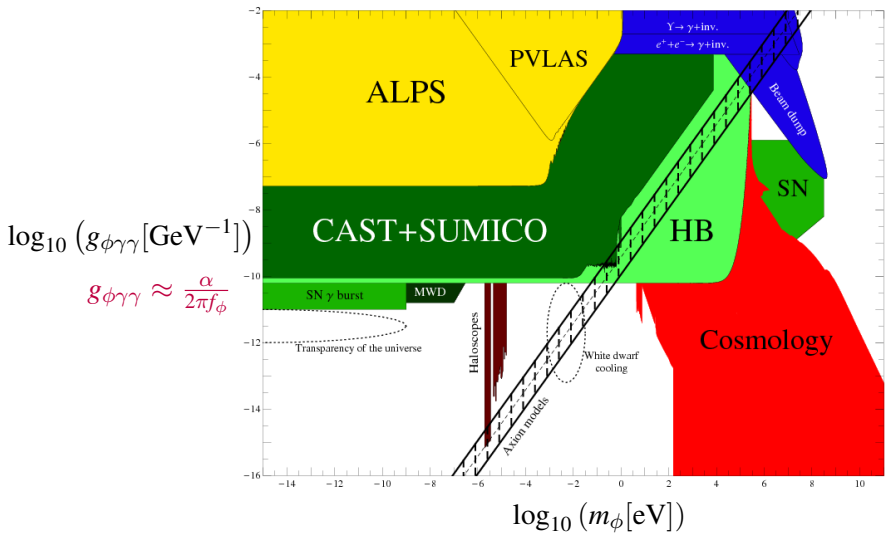 −2
−4
−6
−8
−10
−12
−14
−16
log₁₀ (g_ϕγγ[GeV⁻¹])
g_ϕγγ ≈ α/2πf_ϕ
ALPS
PVLAS
ϒ→ γ+inv.
e⁺+e⁻→ γ+inv.
Beam dump
CAST+SUMICO
HB
SN
SN γ burst
MWD
Transparency of the universe
Haloscopes
White dwarf
cooling
Axion models
Cosmology
−14 −12 −10 −8 −6 −4 −2 0 2 4 6 8 10
log₁₀ (m_ϕ[eV])